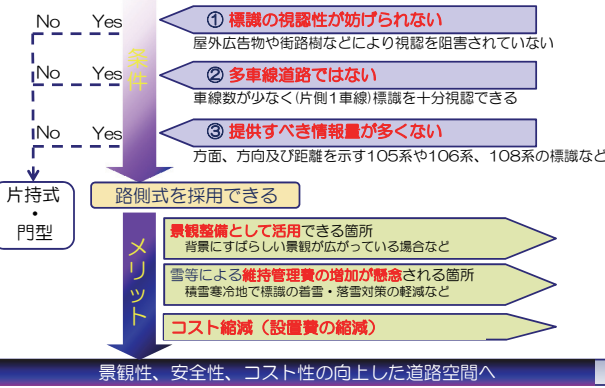 No Yes
① 標識の視認性が妨げられない
屋外広告物や街路樹などにより視認を阻害されていない
条件
No Yes
② 多車線道路ではない
車線数が少なく(片側1車線)標識を十分視認できる
No Yes
③ 提供すべき情報量が多くない
方面、方向及び距離を示す105系や106系、108系の標識など
片持式
・
門型
路側式を採用できる
メリット
景観整備として活用できる箇所
背景にすばらしい景観が広がっている場合など
雪等による維持管理費の増加が懸念される箇所
積雪寒冷地で標識の着雪・落雪対策の軽減など
コスト縮減（設置費の縮減）
景観性、安全性、コスト性の向上した道路空間へ